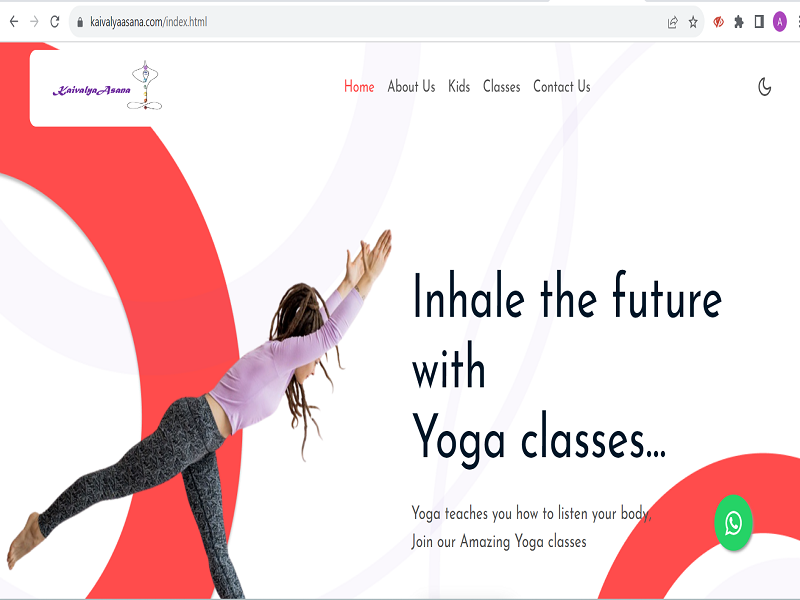 kaivalyaasana.com/index.html
A
KaivalyaAsana
Home About Us Kids Classes Contact Us
Inhale the future
with
Yoga classes...
Yoga teaches you how to listen your body,
Join our Amazing Yoga classes